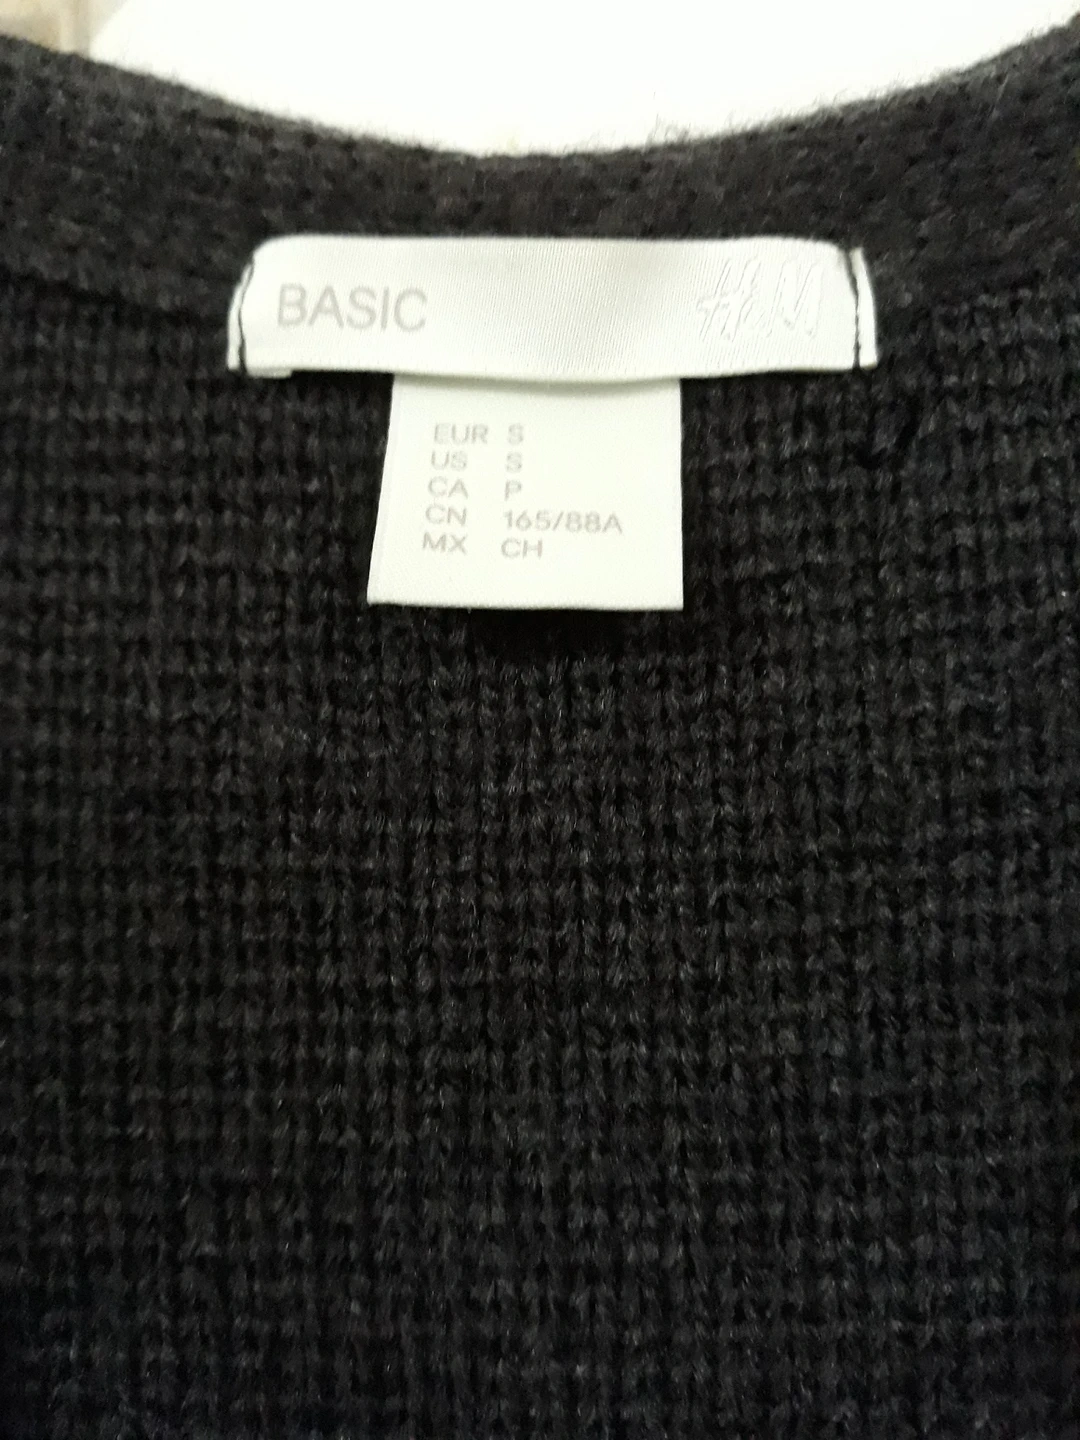 BASIC H&M
EUR S
US S
CA P
CN 165/88A
MX CH